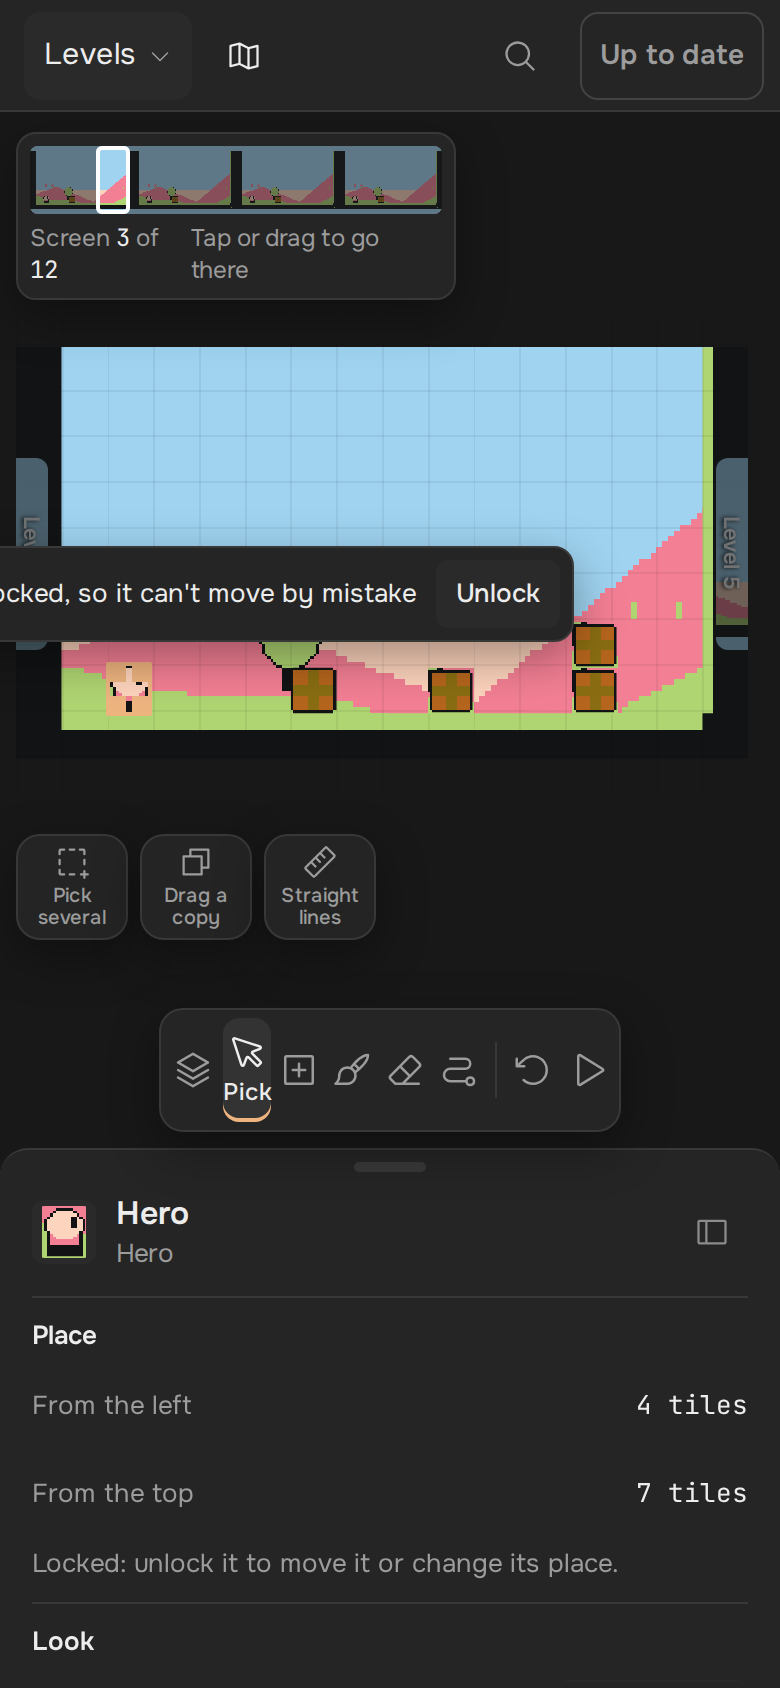 Levels
Up to date
Screen 3 of
12
Tap or drag to go
there
Level 5
so it can't move by mistake
Unlock
Pick
several
Drag a
copy
Straight
lines
Pick
Hero
Hero
Place
From the left
4 tiles
From the top
7 tiles
Locked: unlock it to move it or change its place.
Look